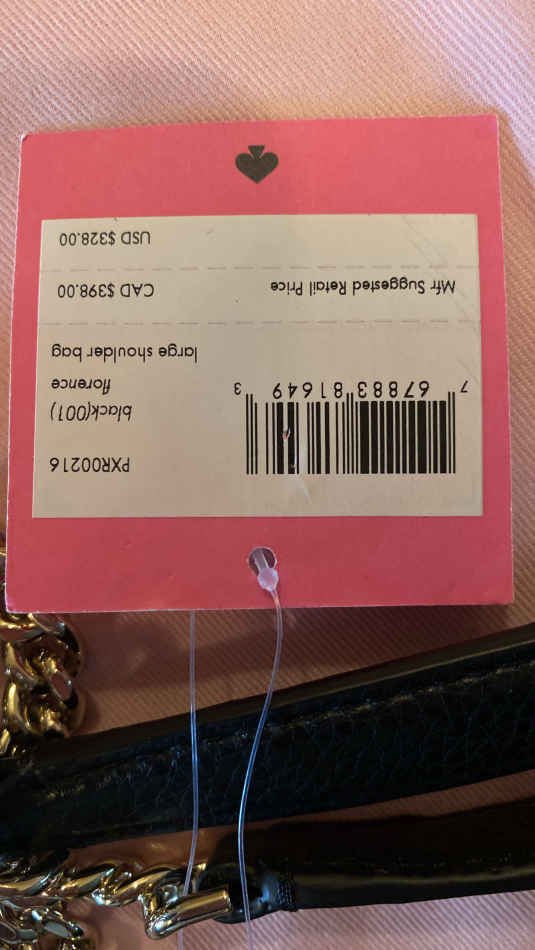 PXR00216
black(001)
florence
large shoulder bag
7 67883 81649 3
Mfr Suggested Retail Price
CAD $398.00
USD $328.00